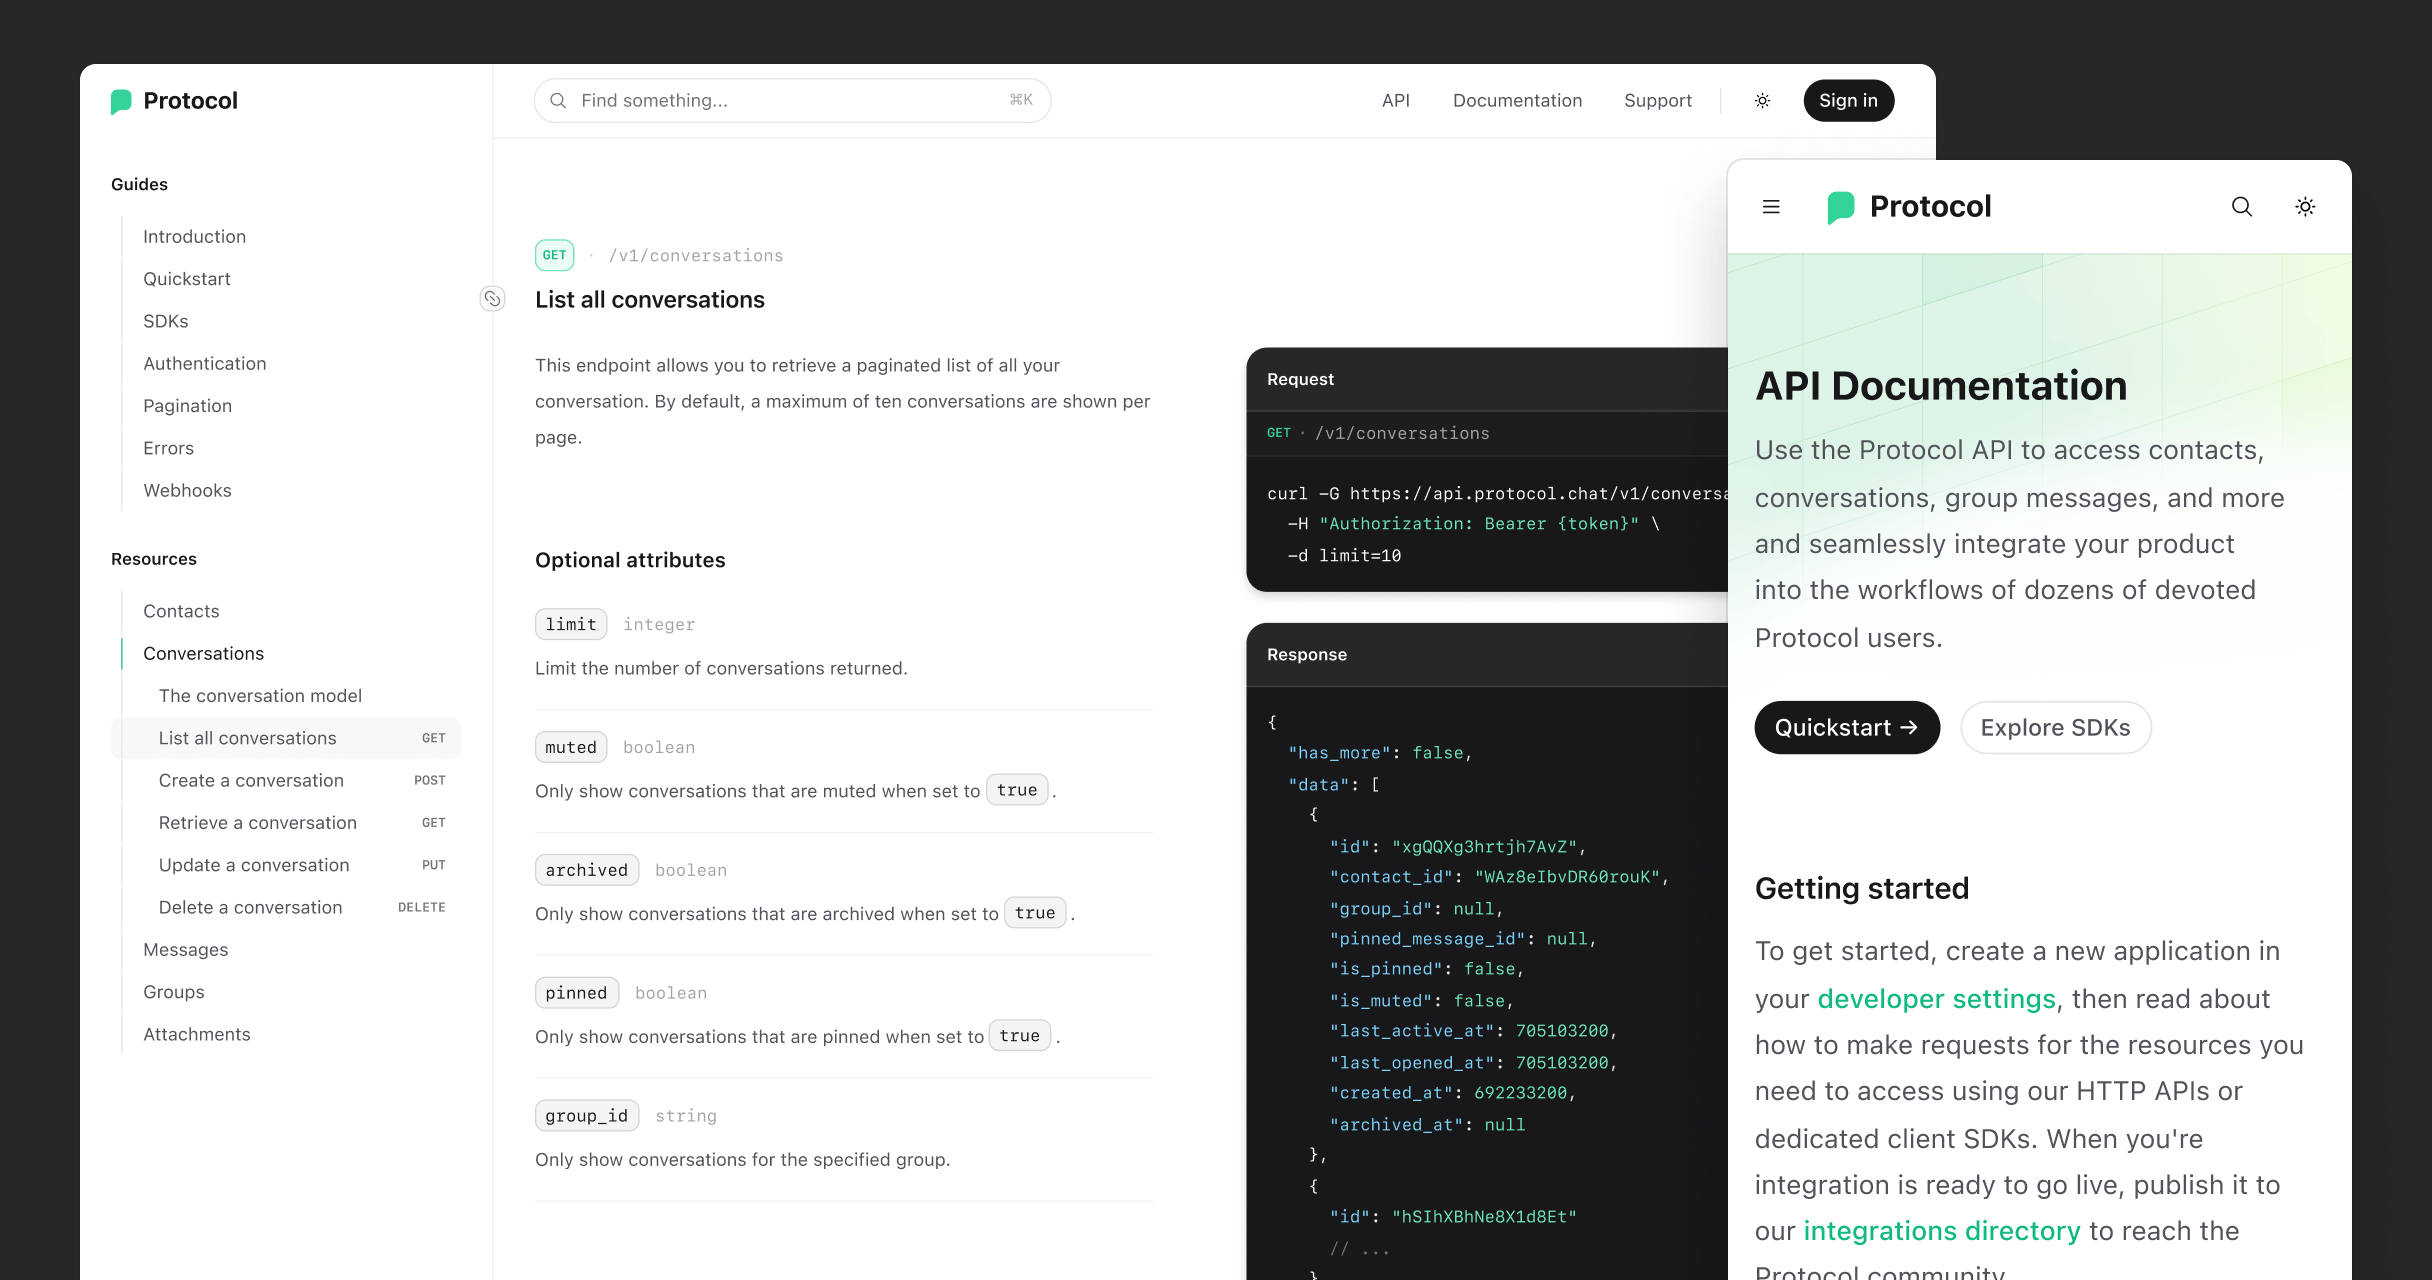 Protocol
Find something...
⌘K
API
Documentation
Support
Sign in
Guides
Introduction
Quickstart
SDKs
Authentication
Pagination
Errors
Webhooks
Resources
Contacts
Conversations
The conversation model
List all conversations GET
Create a conversation POST
Retrieve a conversation GET
Update a conversation PUT
Delete a conversation DELETE
Messages
Groups
Attachments
GET · /v1/conversations
List all conversations
This endpoint allows you to retrieve a paginated list of all your
conversation. By default, a maximum of ten conversations are shown per
page.
Optional attributes
limit integer
Limit the number of conversations returned.
muted boolean
Only show conversations that are muted when set to true .
archived boolean
Only show conversations that are archived when set to true .
pinned boolean
Only show conversations that are pinned when set to true .
group_id string
Only show conversations for the specified group.
Request
GET · /v1/conversations
curl -G https://api.protocol.chat/v1/convers
-H "Authorization: Bearer {token}" \
-d limit=10
Response
{
"has_more": false,
"data": [
{
"id": "xgQQXg3hrtjh7AvZ",
"contact_id": "WAz8eIbvDR60rouK",
"group_id": null,
"pinned_message_id": null,
"is_pinned": false,
"is_muted": false,
"last_active_at": 705103200,
"last_opened_at": 705103200,
"created_at": 692233200,
"archived_at": null
},
{
"id": "hSIhXBhNe8X1d8Et"
// ...
}
Protocol
API Documentation
Use the Protocol API to access contacts,
conversations, group messages, and more
and seamlessly integrate your product
into the workflows of dozens of devoted
Protocol users.
Quickstart →
Explore SDKs
Getting started
To get started, create a new application in
your developer settings, then read about
how to make requests for the resources you
need to access using our HTTP APIs or
dedicated client SDKs. When you're
integration is ready to go live, publish it to
our integrations directory to reach the
Protocol community.